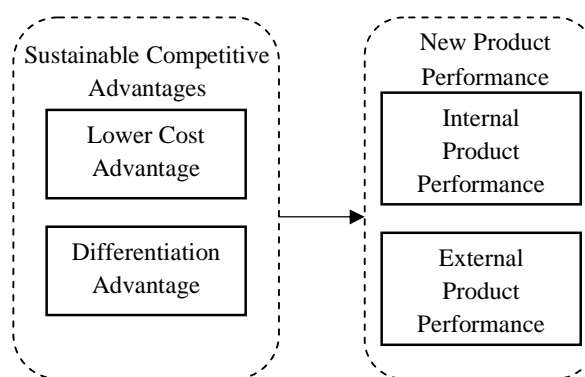 Sustainable Competitive
Advantages
Lower Cost
Advantage
Differentiation
Advantage
New Product
Performance
Internal
Product
Performance
External
Product
Performance